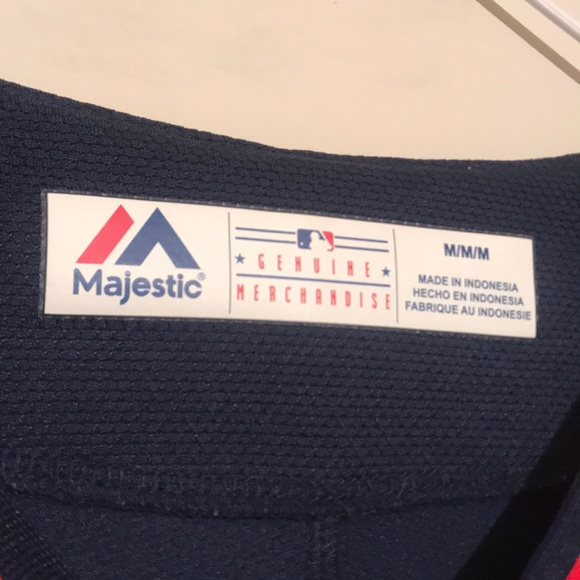 Majestic®
GENUINE
MERCHANDISE
M/M/M
MADE IN INDONESIA
HECHO EN INDONESIA
FABRIQUE AU INDONESIE